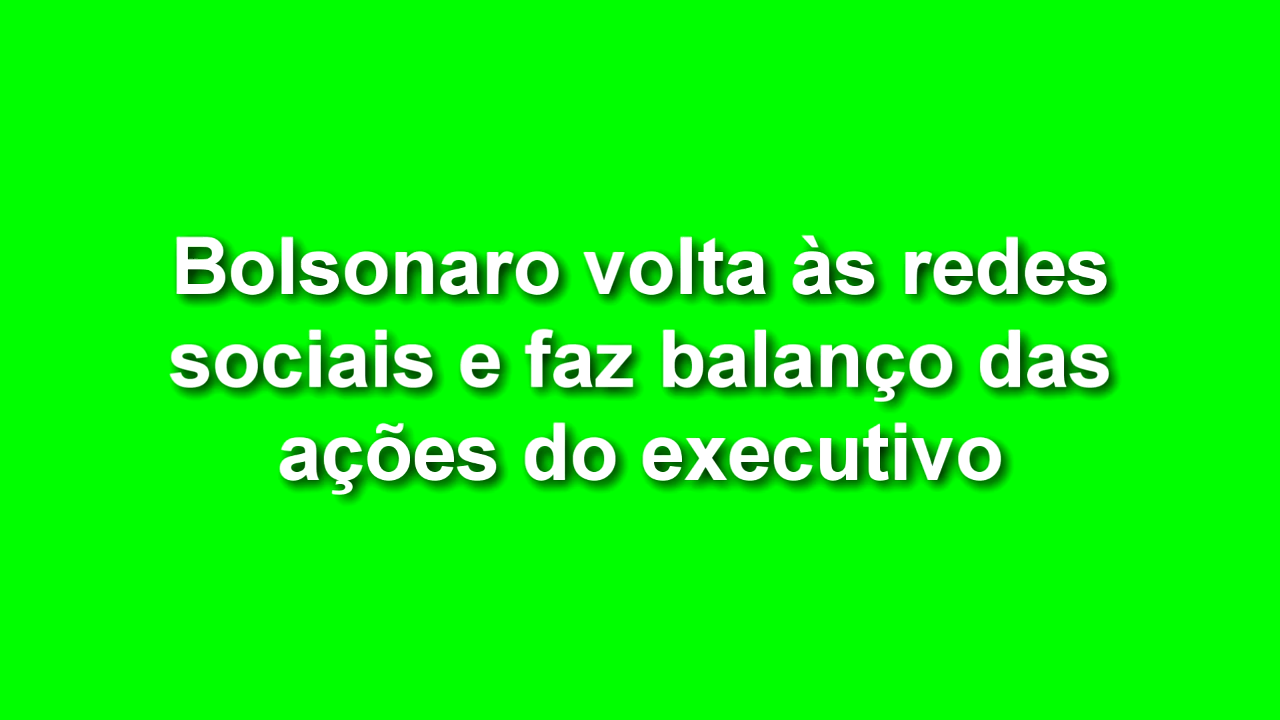 Bolsonaro volta às redes
sociais e faz balanço das
ações do executivo